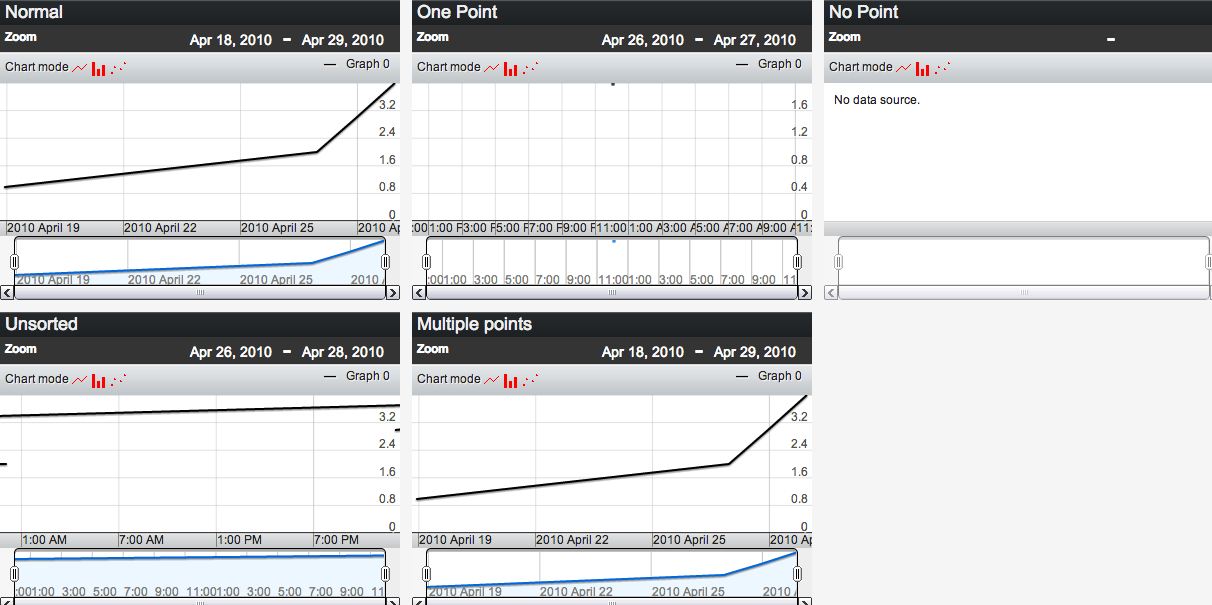 Normal
Zoom
Apr 18, 2010 – Apr 29, 2010
Chart mode
Graph 0
3.2
2.4
1.6
0.8
0
2010 April 19 2010 April 22 2010 April 25 2010 Ap
2010 April 19 2010 April 22 2010 April 25 2010 /
One Point
Zoom
Apr 26, 2010 – Apr 27, 2010
Chart mode
Graph 0
1.6
1.2
0.8
0.4
0
:00 1:00 F 3:00 F 5:00 F 7:00 F 9:00 F 11:00 1:00 A 3:00 A 5:00 A 7:00 A 9:00 A 11:
:00 1:00 3:00 5:00 7:00 9:00 11:00 1:00 3:00 5:00 7:00 9:00 11
No Point
Zoom
–
Chart mode
No data source.
Unsorted
Zoom
Apr 26, 2010 – Apr 28, 2010
Chart mode
Graph 0
3.2
2.4
1.6
0.8
0
1:00 AM 7:00 AM 1:00 PM 7:00 PM
:00 1:00 3:00 5:00 7:00 9:00 11:00 1:00 3:00 5:00 7:00 9:00 11
Multiple points
Zoom
Apr 18, 2010 – Apr 29, 2010
Chart mode
Graph 0
3.2
2.4
1.6
0.8
0
2010 April 19 2010 April 22 2010 April 25 2010 Ap
2010 April 19 2010 April 22 2010 April 25 2010 /